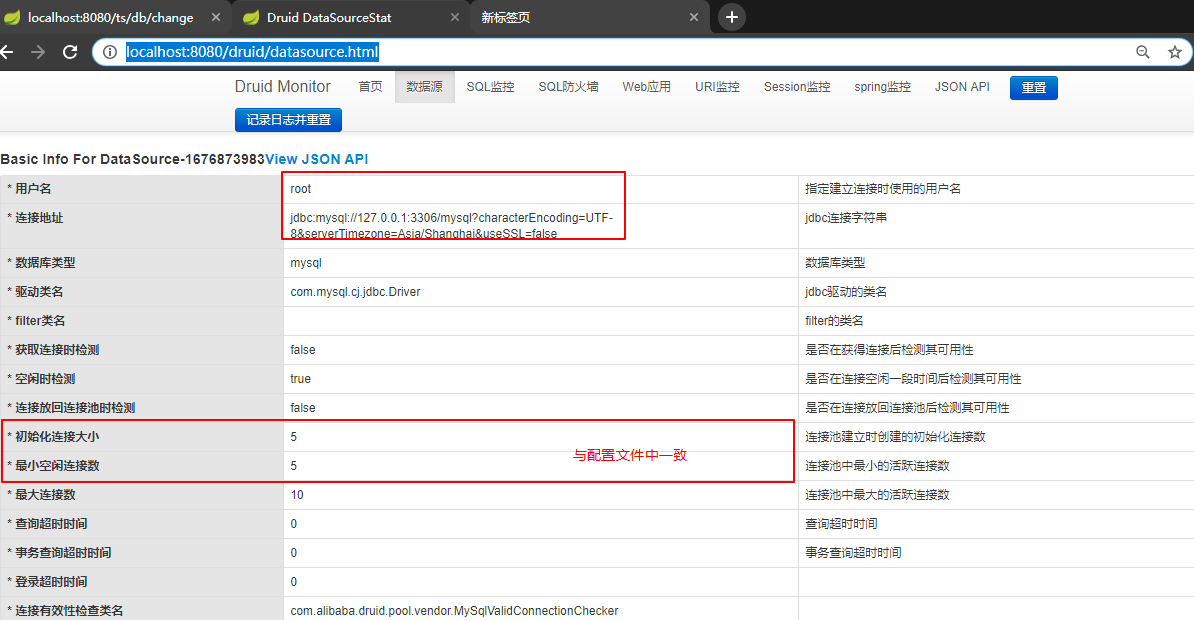 localhost:8080/ts/db/change
Druid DataSourceStat
新标签页
localhost:8080/druid/datasource.html
Druid Monitor 首页 数据源 SQL监控 SQL防火墙 Web应用 URI监控 Session监控 spring监控 JSON API 重置
记录日志并重置
Basic Info For DataSource-1676873983View JSON API
* 用户名 root 指定建立连接时使用的用户名
* 连接地址 jdbc:mysql://127.0.0.1:3306/mysql?characterEncoding=UTF- jdbc连接字符串
8&serverTimezone=Asia/Shanghai&useSSL=false
* 数据库类型 mysql 数据库类型
* 驱动类名 com.mysql.cj.jdbc.Driver jdbc驱动的类名
* filter类名 filter的类名
* 获取连接时检测 false 是否在获得连接后检测其可用性
* 空闲时检测 true 是否在连接空闲一段时间后检测其可用性
* 连接放回连接池时检测 false 是否在连接放回连接池后检测其可用性
* 初始化连接大小 5 连接池建立时创建的初始化连接数
与配置文件中一致
* 最小空闲连接数 5 连接池中最小的活跃连接数
* 最大连接数 10 连接池中最大的活跃连接数
* 查询超时时间 0 查询超时时间
* 事务查询超时时间 0 事务查询超时时间
* 登录超时时间 0
* 连接有效性检查类名 com.alibaba.druid.pool.vendor.MySqlValidConnectionChecker